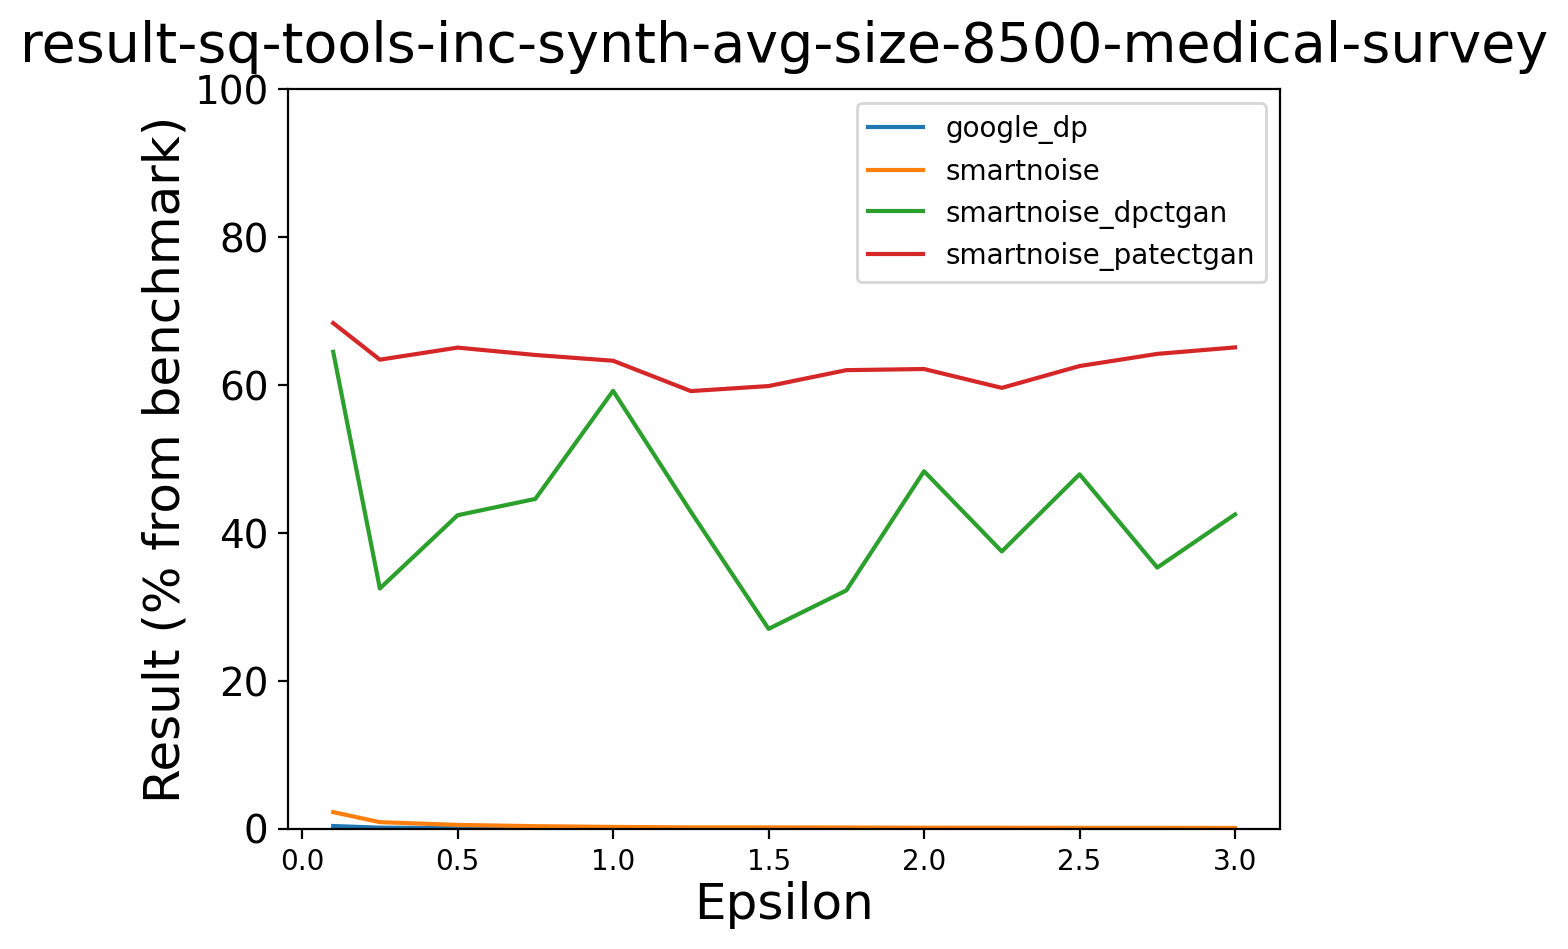 result-sq-tools-inc-synth-avg-size-8500-medical-survey
Result (% from benchmark)
100
80
60
40
20
0
google_dp
smartnoise
smartnoise_dpctgan
smartnoise_patectgan
0.0 0.5 1.0 1.5 2.0 2.5 3.0
Epsilon